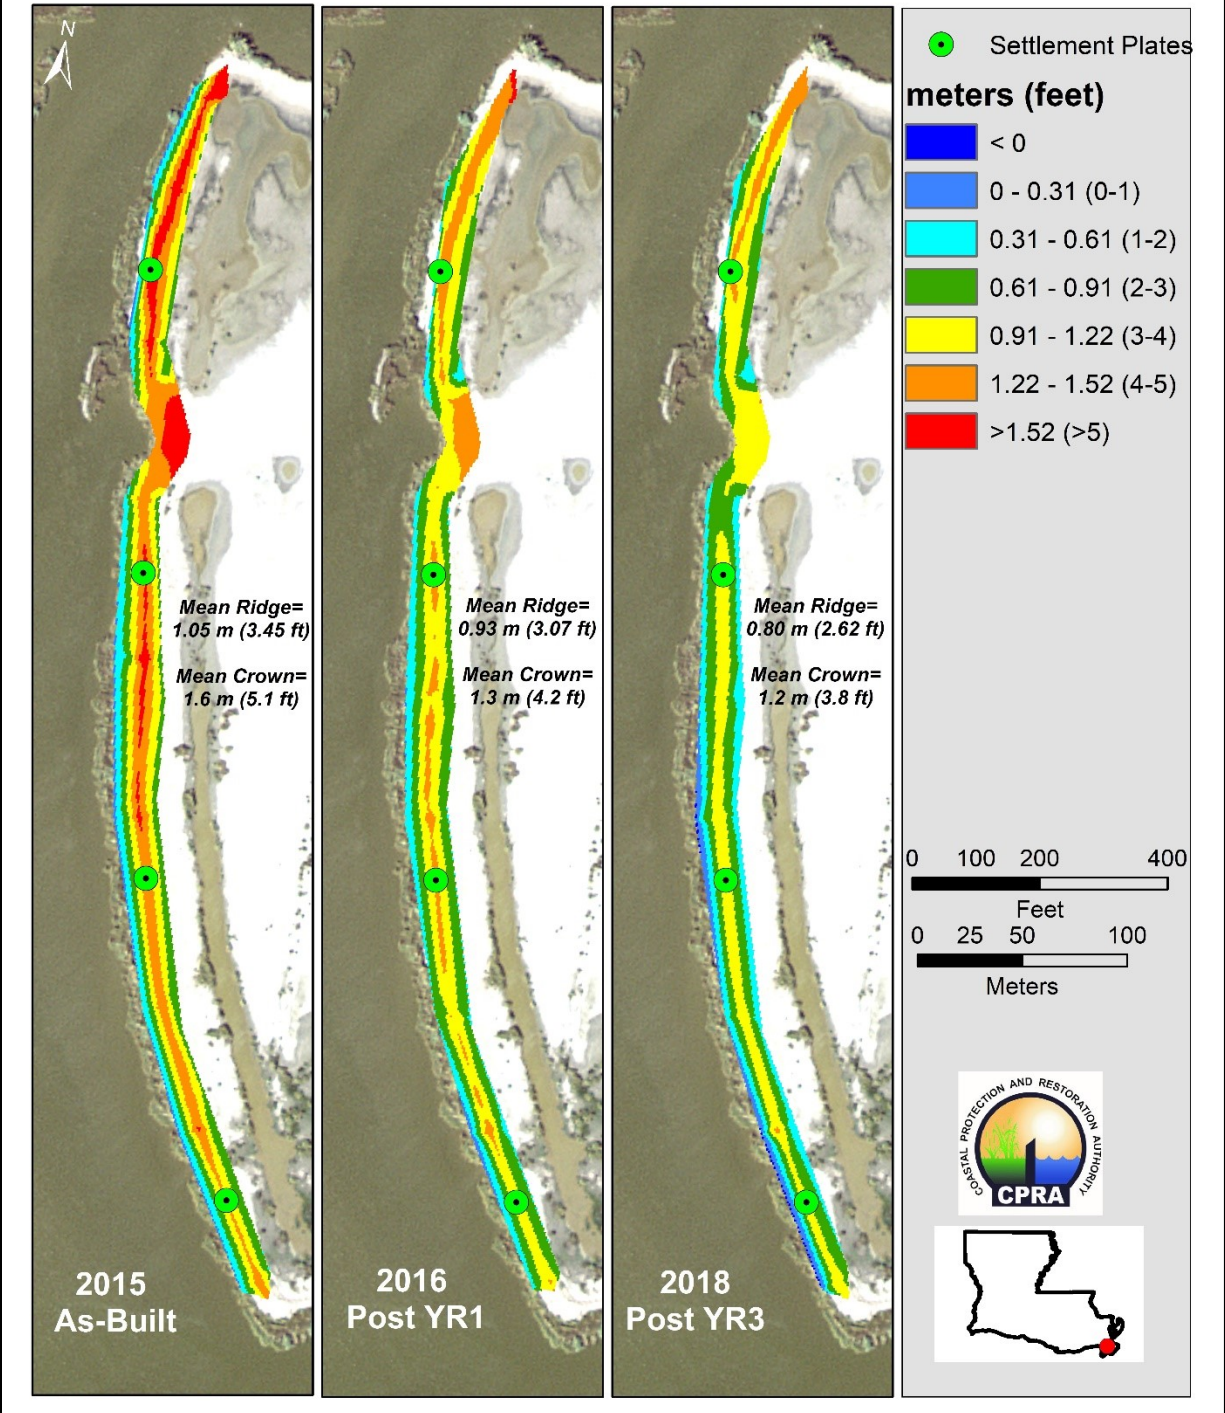 N
Mean Ridge=
1.05 m (3.45 ft)
Mean Crown=
1.6 m (5.1 ft)
2015
As-Built
Mean Ridge=
0.93 m (3.07 ft)
Mean Crown=
1.3 m (4.2 ft)
2016
Post YR1
Mean Ridge=
0.80 m (2.62 ft)
Mean Crown=
1.2 m (3.8 ft)
2018
Post YR3
Settlement Plates
meters (feet)
< 0
0 - 0.31 (0-1)
0.31 - 0.61 (1-2)
0.61 - 0.91 (2-3)
0.91 - 1.22 (3-4)
1.22 - 1.52 (4-5)
>1.52 (>5)
0 100 200 400
Feet
0 25 50 100
Meters
COASTAL PROTECTION AND RESTORATION AUTHORITY
CPRA